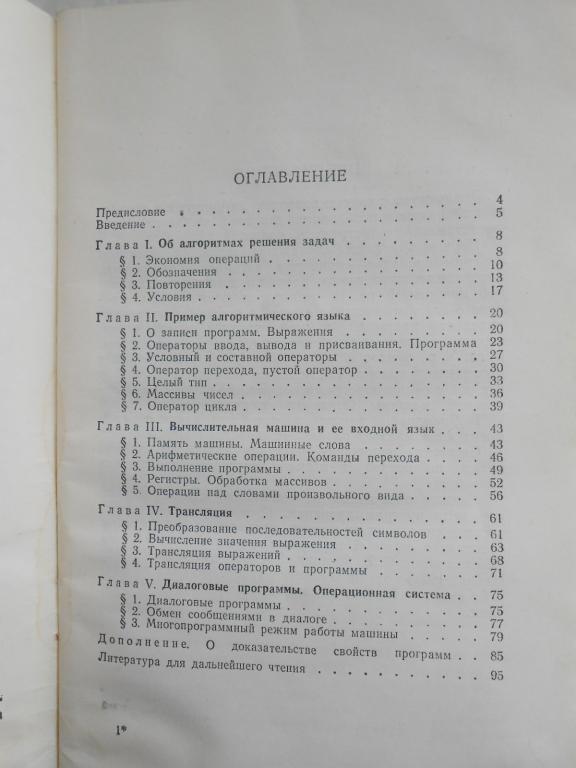 ОГЛАВЛЕНИЕ
Предисловие . . . . . . . . . . . . . . . . . . . 4
Введение . . . . . . . . . . . . . . . . . . . . 5
Глава I. Об алгоритмах решения задач . . . . . . . . 8
§ 1. Экономия операций . . . . . . . . . . . . . 8
§ 2. Обозначения . . . . . . . . . . . . . . . 10
§ 3. Повторения . . . . . . . . . . . . . . . 13
§ 4. Условия . . . . . . . . . . . . . . . . . 17
Глава II. Пример алгоритмического языка . . . . . . . 20
§ 1. О записи программ. Выражения . . . . . . . . 20
§ 2. Операторы ввода, вывода и присваивания. Программа 23
§ 3. Условный и составной операторы . . . . . . . . 27
§ 4. Оператор перехода, пустой оператор . . . . . . . 30
§ 5. Целый тип . . . . . . . . . . . . . . . . 33
§ 6. Массивы чисел . . . . . . . . . . . . . . 36
§ 7. Оператор цикла . . . . . . . . . . . . . . 39
Глава III. Вычислительная машина и ее входной язык . . 43
§ 1. Память машины. Машинные слова . . . . . . . 43
§ 2. Арифметические операции. Команды перехода . . . 46
§ 3. Выполнение программы . . . . . . . . . . . 49
§ 4. Регистры. Обработка массивов . . . . . . . . 52
§ 5. Операции над словами произвольного вида . . . . 56
Глава IV. Трансляция . . . . . . . . . . . . . . 61
§ 1. Преобразование последовательностей символов . . . 61
§ 2. Вычисление значения выражения . . . . . . . . 63
§ 3. Трансляция выражений . . . . . . . . . . . 68
§ 4. Трансляция операторов и программы . . . . . . 71
Глава V. Диалоговые программы. Операционная система . 75
§ 1. Диалоговые программы . . . . . . . . . . . 75
§ 2. Обмен сообщениями в диалоге . . . . . . . . 77
§ 3. Многопрограммный режим работы машины . . . . 79
Дополнение. О доказательстве свойств программ . . 85
Литература для дальнейшего чтения . . . . . . . . . 95
1*